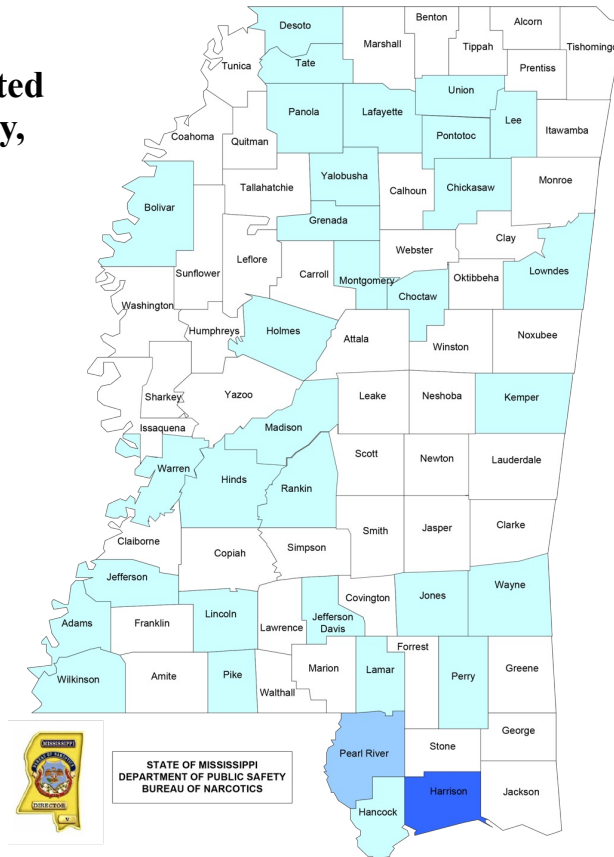 ted
y,
Desoto
Marshall
Benton
Alcorn
Tippah
Tishoming
Tunica
Tate
Prentiss
Union
Panola
Lafayette
Lee
Itawamba
Coahoma
Quitman
Pontotoc
Yalobusha
Tallahatchie
Calhoun
Chickasaw
Monroe
Bolivar
Grenada
Clay
Leflore
Webster
Sunflower
Carroll
Montgomery
Oktibbeha
Lowndes
Choctaw
Washington
Humphreys
Holmes
Attala
Winston
Noxubee
Sharkey
Yazoo
Leake
Neshoba
Kemper
Issaquena
Madison
Warren
Scott
Newton
Lauderdale
Hinds
Rankin
Claiborne
Copiah
Simpson
Smith
Jasper
Clarke
Jefferson
Adams
Franklin
Lincoln
Lawrence
Jefferson
Davis
Covington
Jones
Wayne
Wilkinson
Amite
Pike
Walthall
Marion
Lamar
Forrest
Perry
Greene
Pearl River
Stone
George
Hancock
Harrison
Jackson
MISSISSIPPI
BUREAU OF NARCOTICS
DIRECTOR
STATE OF MISSISSIPPI
DEPARTMENT OF PUBLIC SAFETY
BUREAU OF NARCOTICS